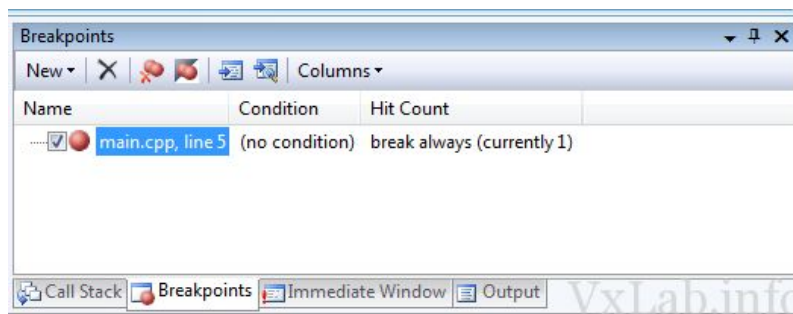 Breakpoints
New Columns
Name Condition Hit Count
main.cpp, line 5 (no condition) break always (currently 1)
Call Stack Breakpoints Immediate Window Output
VxLab.info